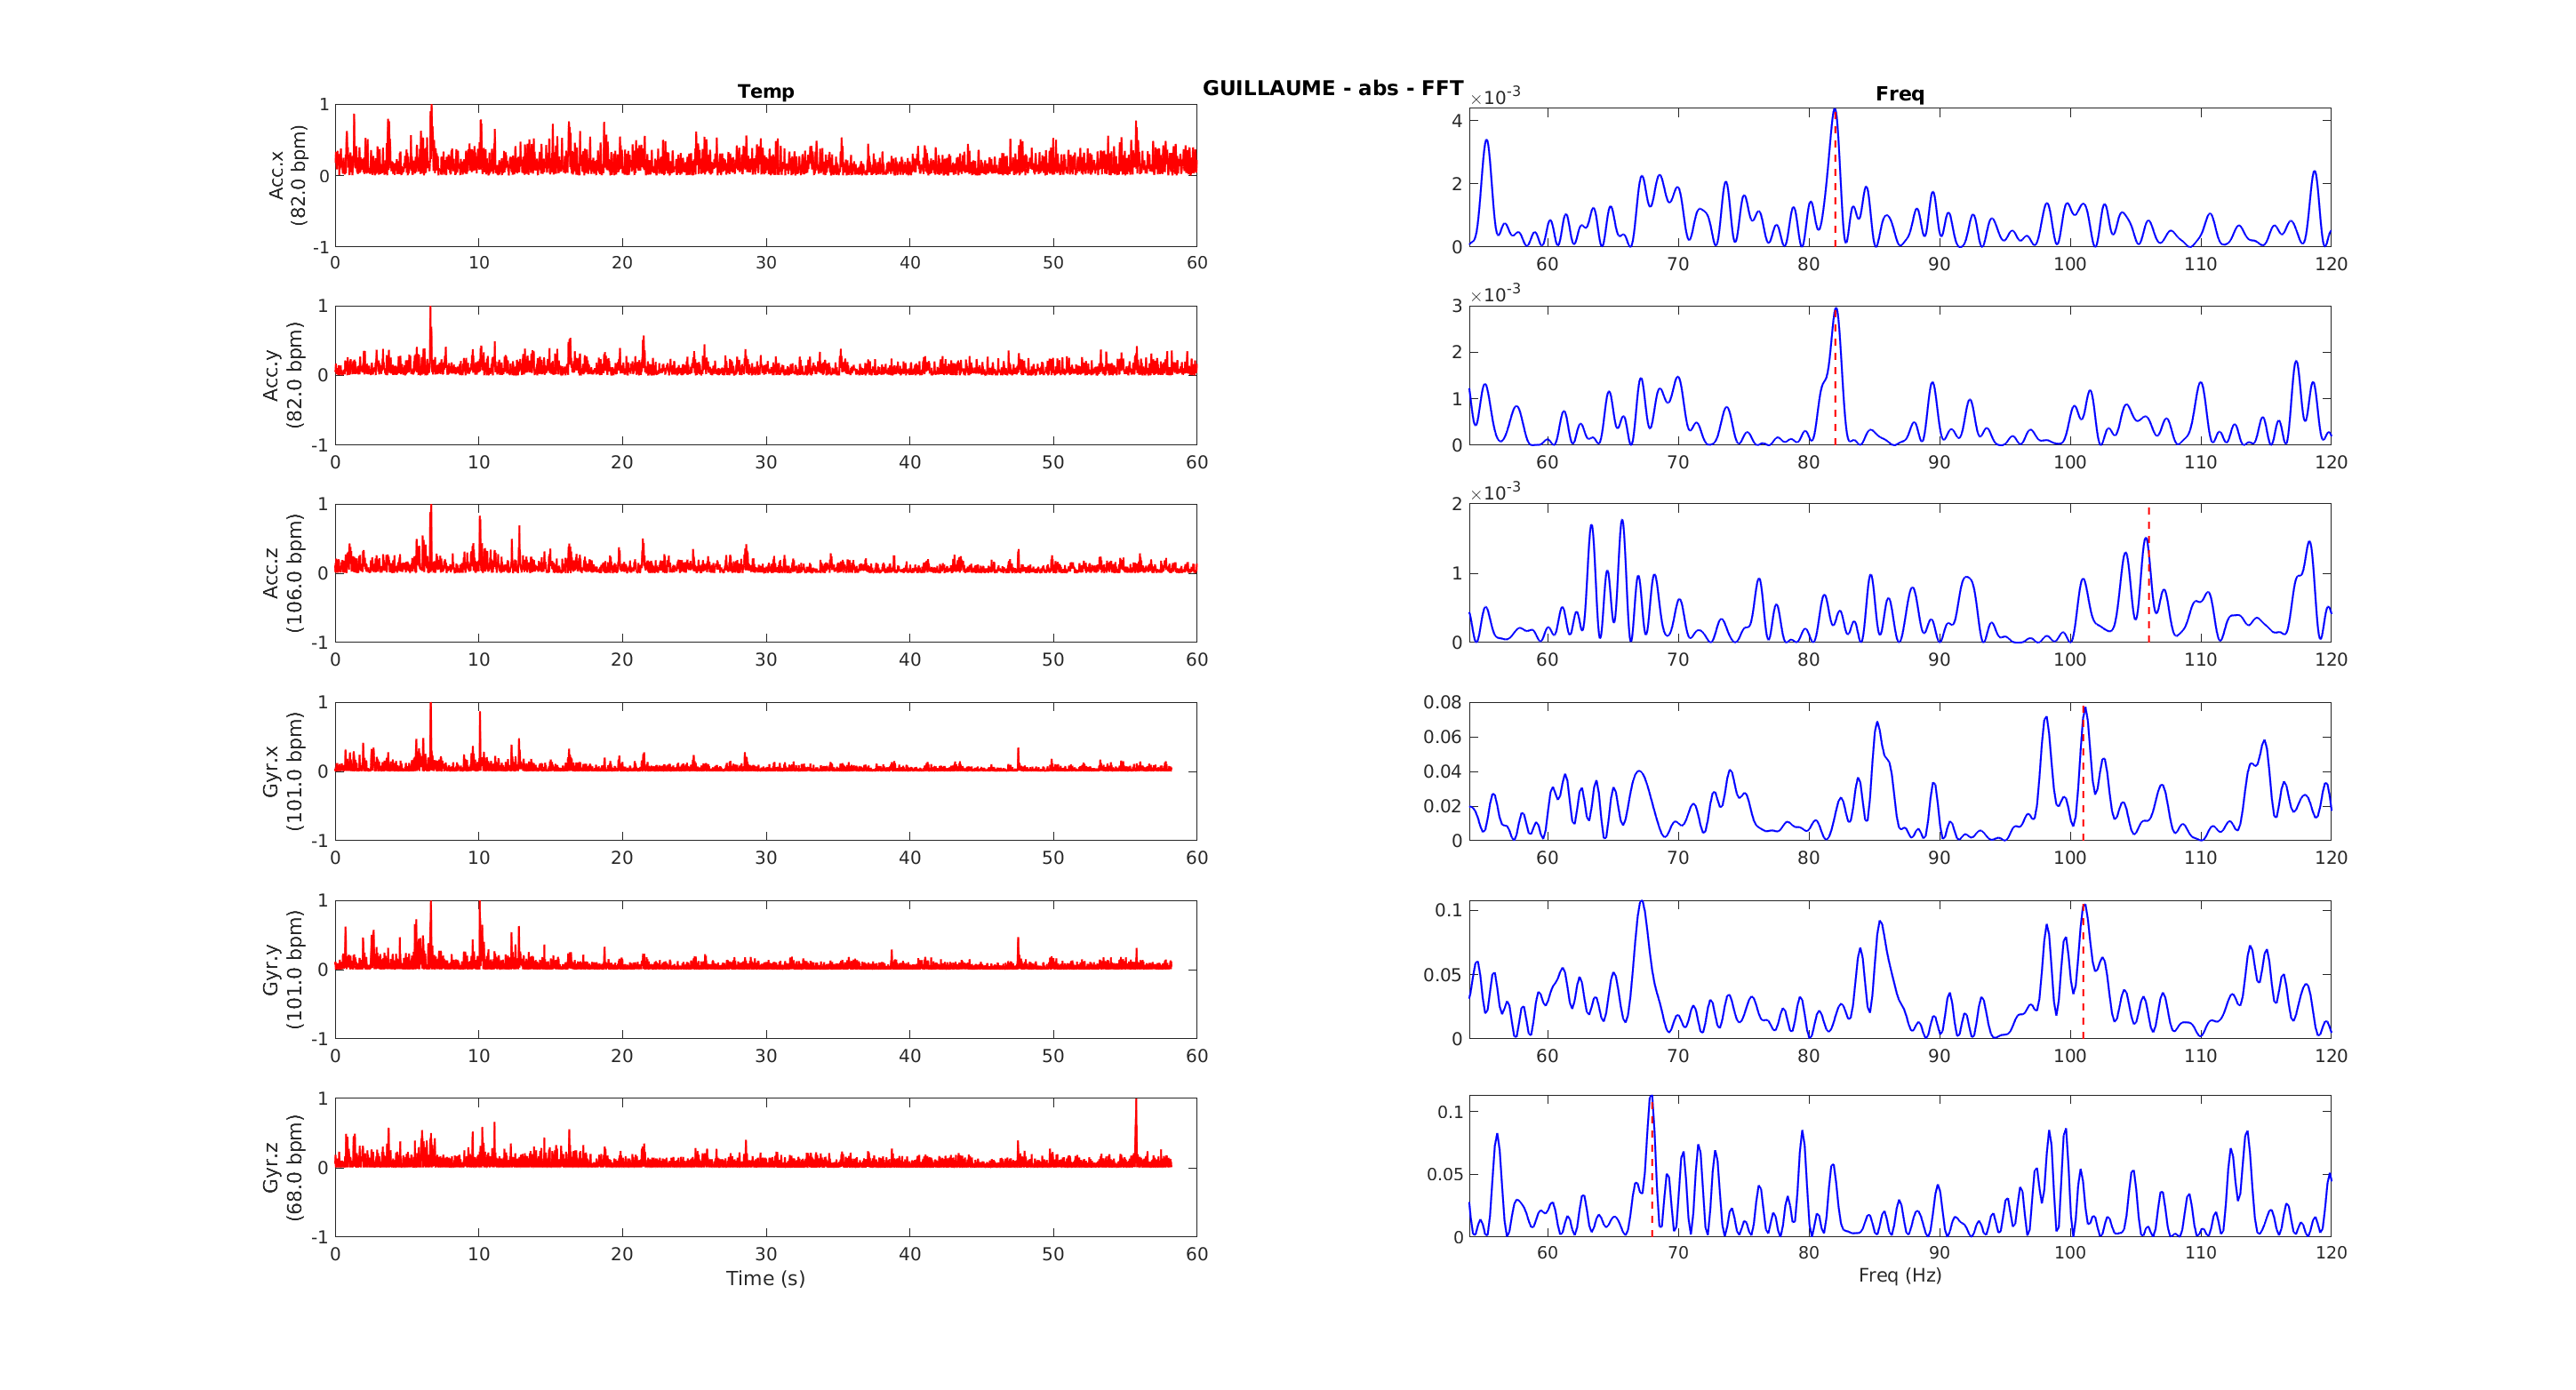 GUILLAUME - abs - FFT
Temp
Freq
Acc.x
(82.0 bpm)
1
0
-1
0 10 20 30 40 50 60
×10-3
4
2
0
60 70 80 90 100 110 120
Acc.y
(82.0 bpm)
1
0
-1
0 10 20 30 40 50 60
×10-3
3
2
1
0
60 70 80 90 100 110 120
Acc.z
(106.0 bpm)
1
0
-1
0 10 20 30 40 50 60
×10-3
2
1
0
60 70 80 90 100 110 120
Gyr.x
(101.0 bpm)
1
0
-1
0 10 20 30 40 50 60
0.08
0.06
0.04
0.02
0
60 70 80 90 100 110 120
Gyr.y
(101.0 bpm)
1
0
-1
0 10 20 30 40 50 60
0.1
0.05
0
60 70 80 90 100 110 120
Gyr.z
(68.0 bpm)
1
0
-1
0 10 20 30 40 50 60
Time (s)
0.1
0.05
0
60 70 80 90 100 110 120
Freq (Hz)